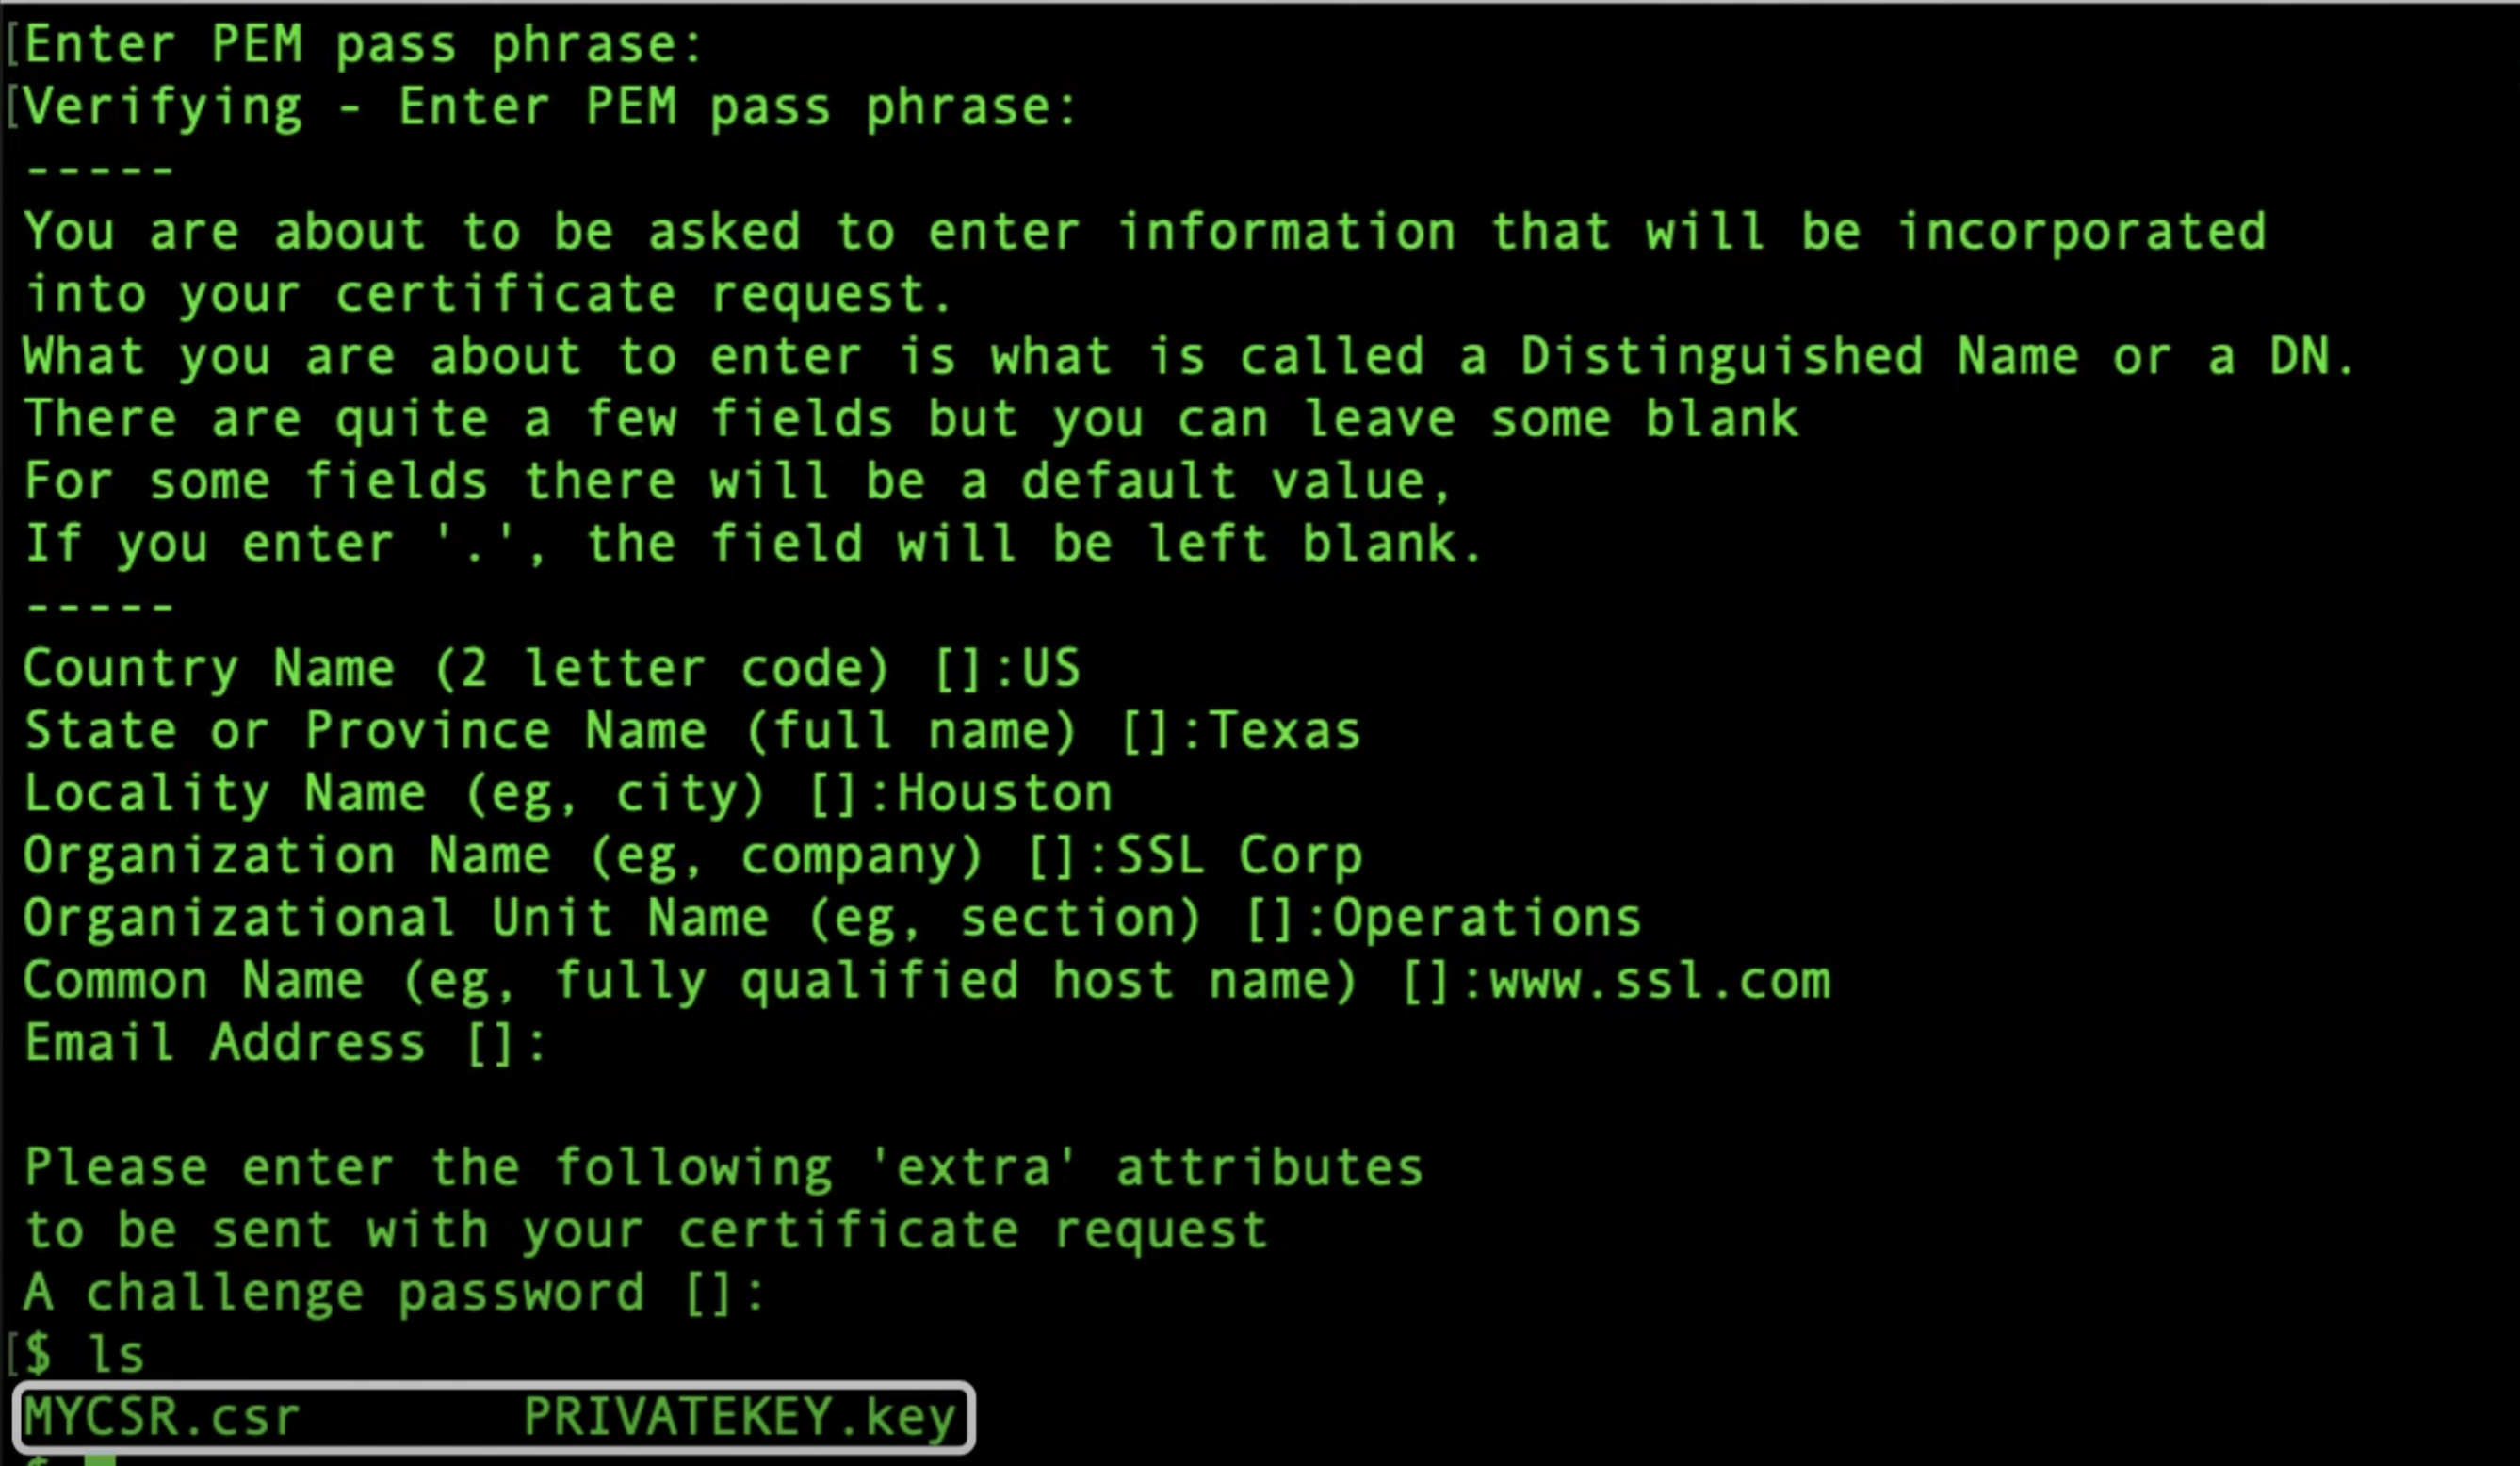 [Enter PEM pass phrase:
[Verifying - Enter PEM pass phrase:
-----
You are about to be asked to enter information that will be incorporated
into your certificate request.
What you are about to enter is what is called a Distinguished Name or a DN.
There are quite a few fields but you can leave some blank
For some fields there will be a default value,
If you enter '.', the field will be left blank.
-----
Country Name (2 letter code) []:US
State or Province Name (full name) []:Texas
Locality Name (eg, city) []:Houston
Organization Name (eg, company) []:SSL Corp
Organizational Unit Name (eg, section) []:Operations
Common Name (eg, fully qualified host name) []:www.ssl.com
Email Address []:
Please enter the following 'extra' attributes
to be sent with your certificate request
A challenge password []:
[$ ls
MYCSR.csr PRIVATEKEY.key
$